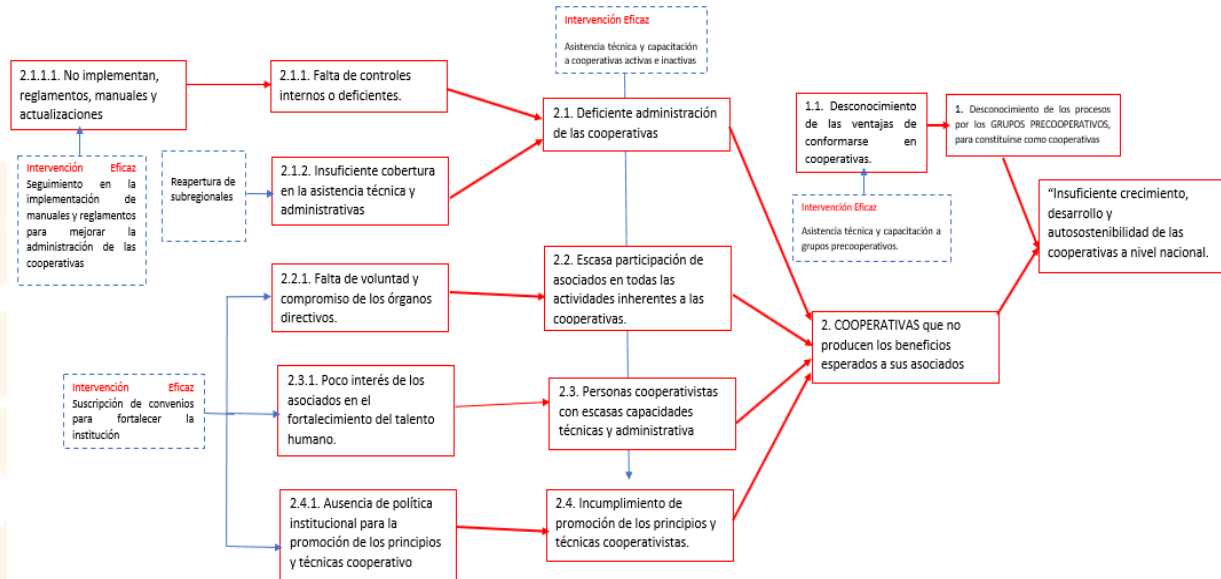 Intervención Eficaz
Asistencia técnica y capacitación
a cooperativas activas e inactivas
2.1.1.1. No implementan,
reglamentos, manuales y
actualizaciones
2.1.1. Falta de controles
internos o deficientes.
2.1. Deficiente administración
de las cooperativas
1.1. Desconocimiento
de las ventajas de
conformarse en
cooperativas.
1. Desconocimiento de los procesos
por los GRUPOS PRECOOPERATIVOS,
para constituirse como cooperativas
Intervención Eficaz
Seguimiento en la
implementación de
manuales y reglamentos
para mejorar la
administración de las
cooperativas
Reapertura de
subregionales
2.1.2. Insuficiente cobertura
en la asistencia técnica y
administrativas
Intervención Eficaz
Asistencia técnica y capacitación a
grupos precooperativos.
“Insuficiente crecimiento,
desarrollo y
autosostenibilidad de las
cooperativas a nivel nacional.
2.2.1. Falta de voluntad y
compromiso de los órganos
directivos.
2.2. Escasa participación de
asociados en todas las
actividades inherentes a las
cooperativas.
2. COOPERATIVAS que no
producen los beneficios
esperados a sus asociados
Intervención Eficaz
Suscripción de convenios
para fortalecer la
institución
2.3.1. Poco interés de los
asociados en el
fortalecimiento del talento
humano.
2.3. Personas cooperativistas
con escasas capacidades
técnicas y administrativa
2.4.1. Ausencia de política
institucional para la
promoción de los principios
y técnicas cooperativo
2.4. Incumplimiento de
promoción de los principios y
técnicas cooperativistas.